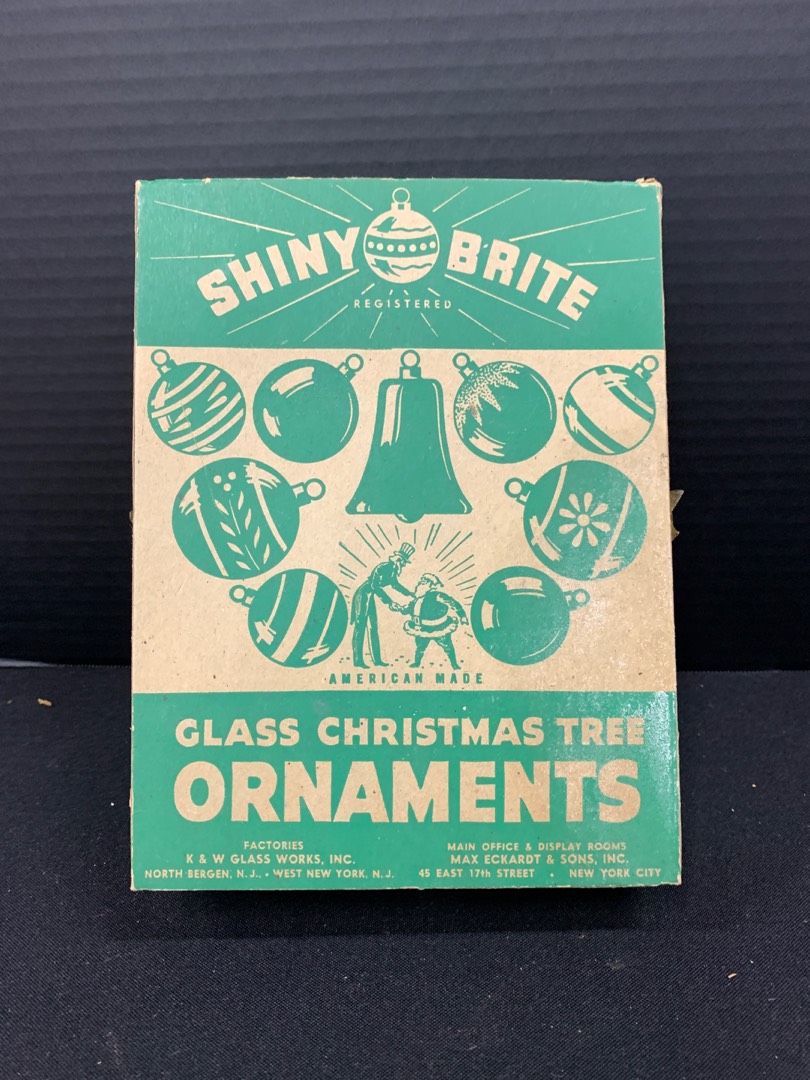 SHINY BRITE
REGISTERED
AMERICAN MADE
GLASS CHRISTMAS TREE
ORNAMENTS
FACTORIES
K & W GLASS WORKS, INC.
NORTH BERGEN, N. J., • WEST NEW YORK, N. J.
MAIN OFFICE & DISPLAY ROOMS
MAX ECKARDT & SONS, INC.
45 EAST 17th STREET • NEW YORK CITY